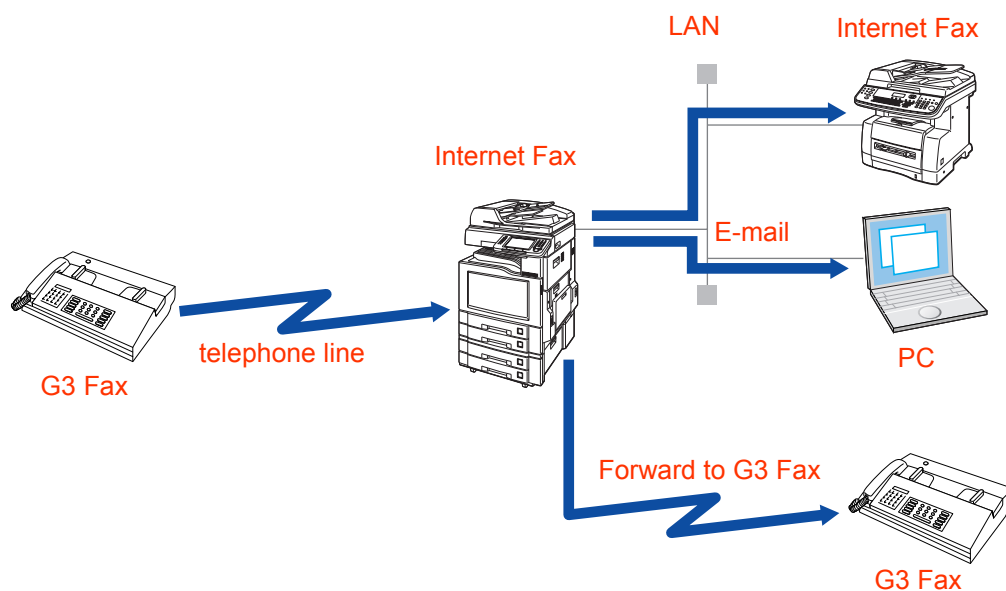 LAN
Internet Fax
Internet Fax
E-mail
telephone line
G3 Fax
PC
Forward to G3 Fax
G3 Fax